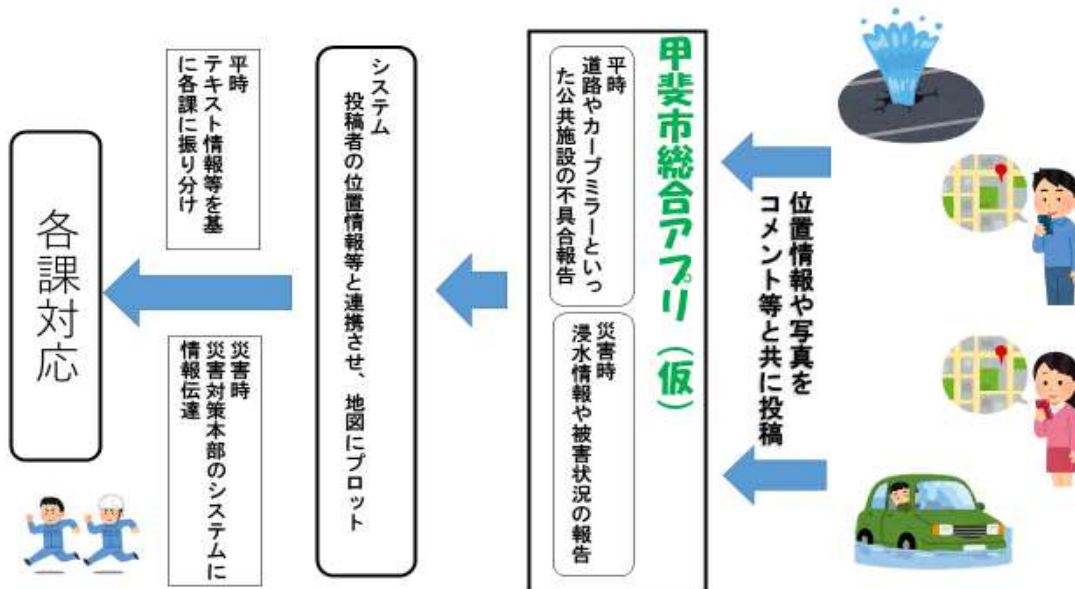 位置情報や写真を
コメント等と共に投稿
甲斐市総合アプリ（仮）
平時
道路やカーブミラーといっ
た公共施設の不具合報告
災害時
浸水情報や被害状況の報告
システム
投稿者の位置情報等と連携させ、地図にプロット
平時
テキスト情報等を基
に各課に振り分け
災害時
災害対策本部のシステムに
情報伝達
各課対応